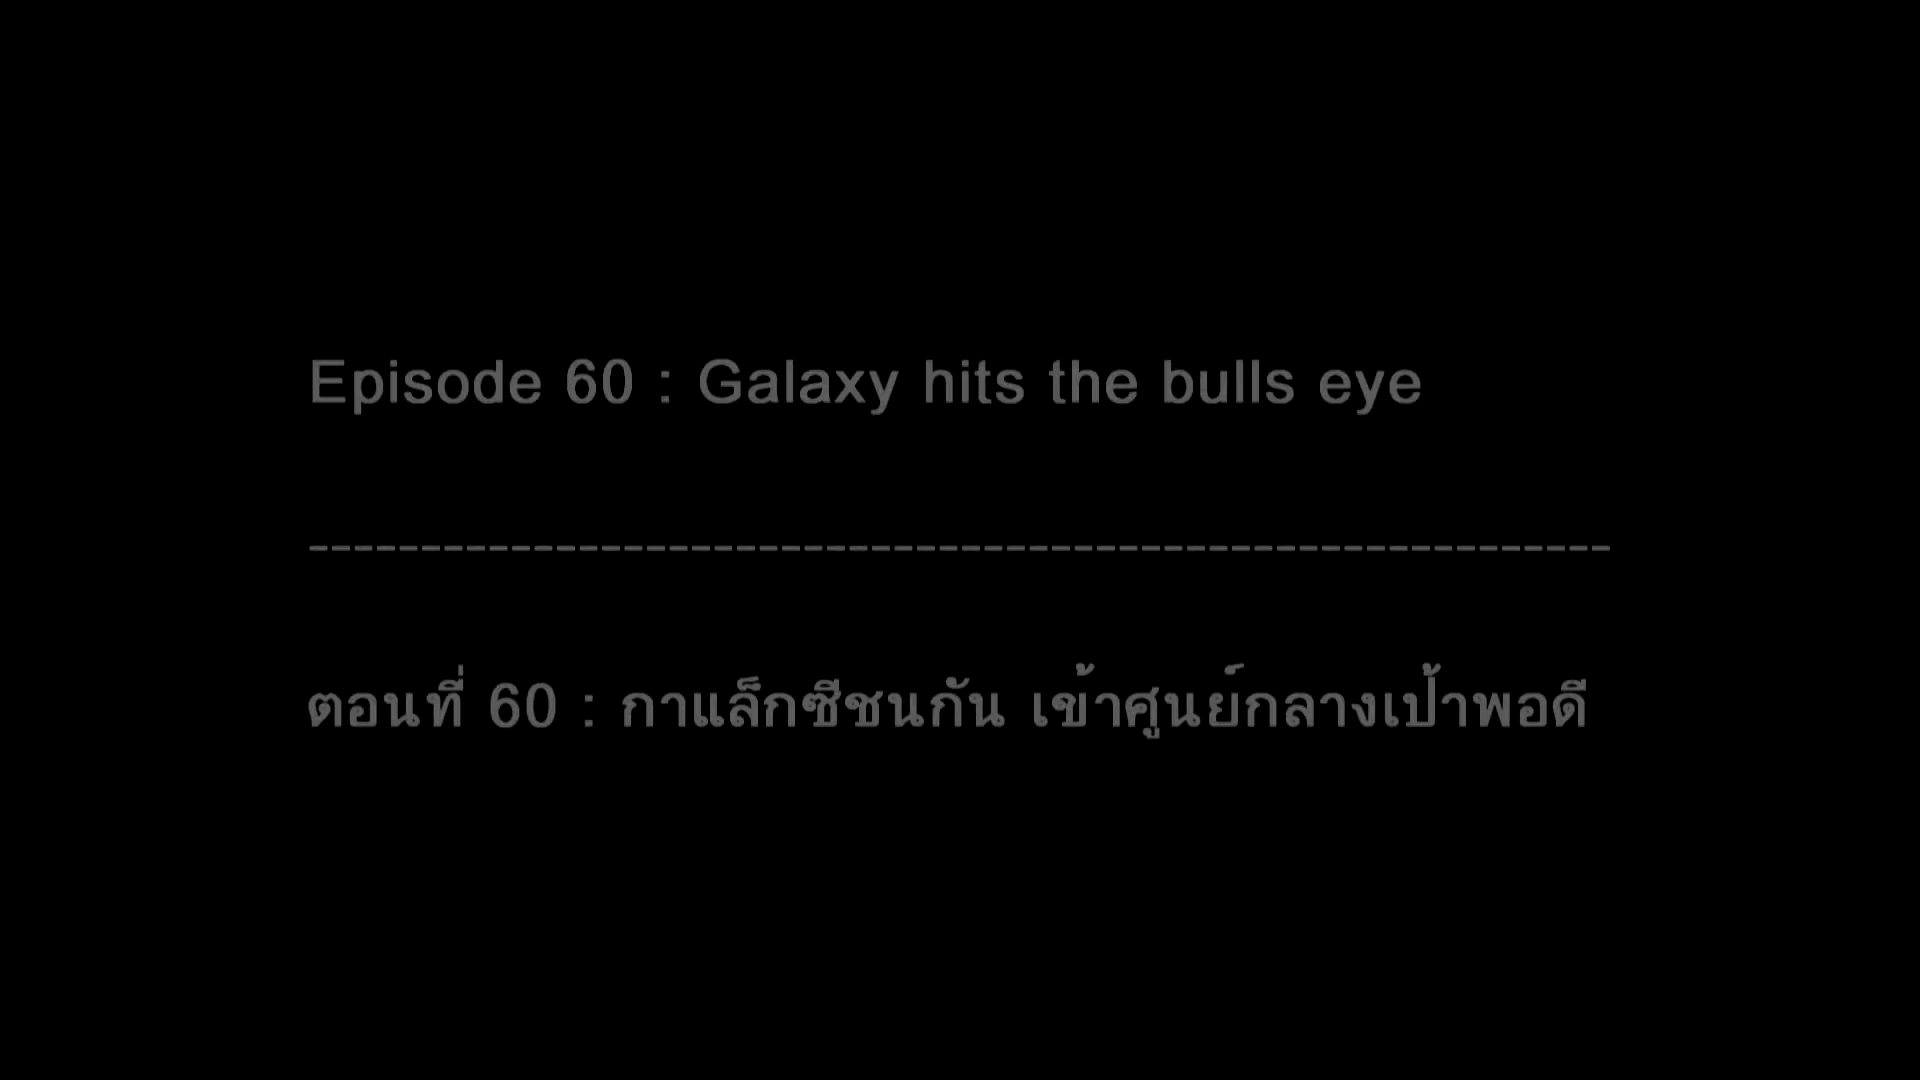 Episode 60 : Galaxy hits the bulls eye
----------------------------------------------------------
ตอนที่ 60 : กาแล็กซีชนกัน เข้าศูนย์กลางเป้าพอดี